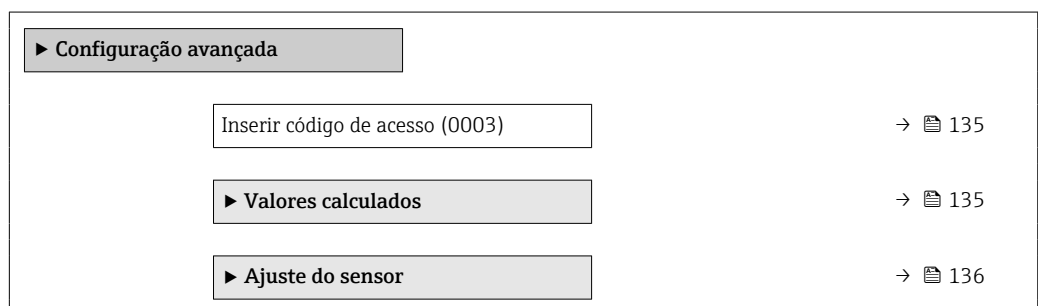 ▶ Configuração avançada
Inserir código de acesso (0003) → 135
▶ Valores calculados → 135
▶ Ajuste do sensor → 136